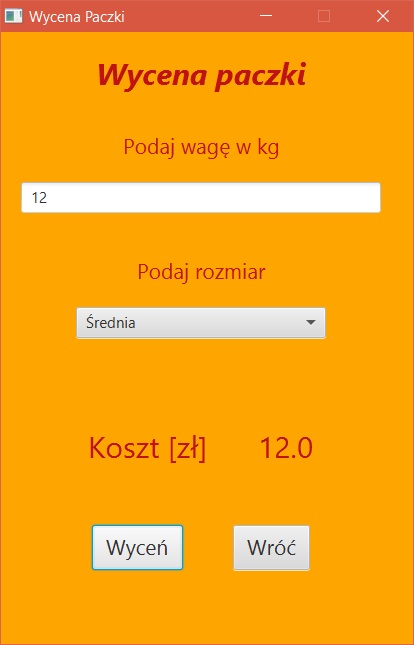 Wycena Paczki
Wycena paczki
Podaj wagę w kg
12
Podaj rozmiar
Średnia
Koszt [zł] 12.0
Wyceń Wróć